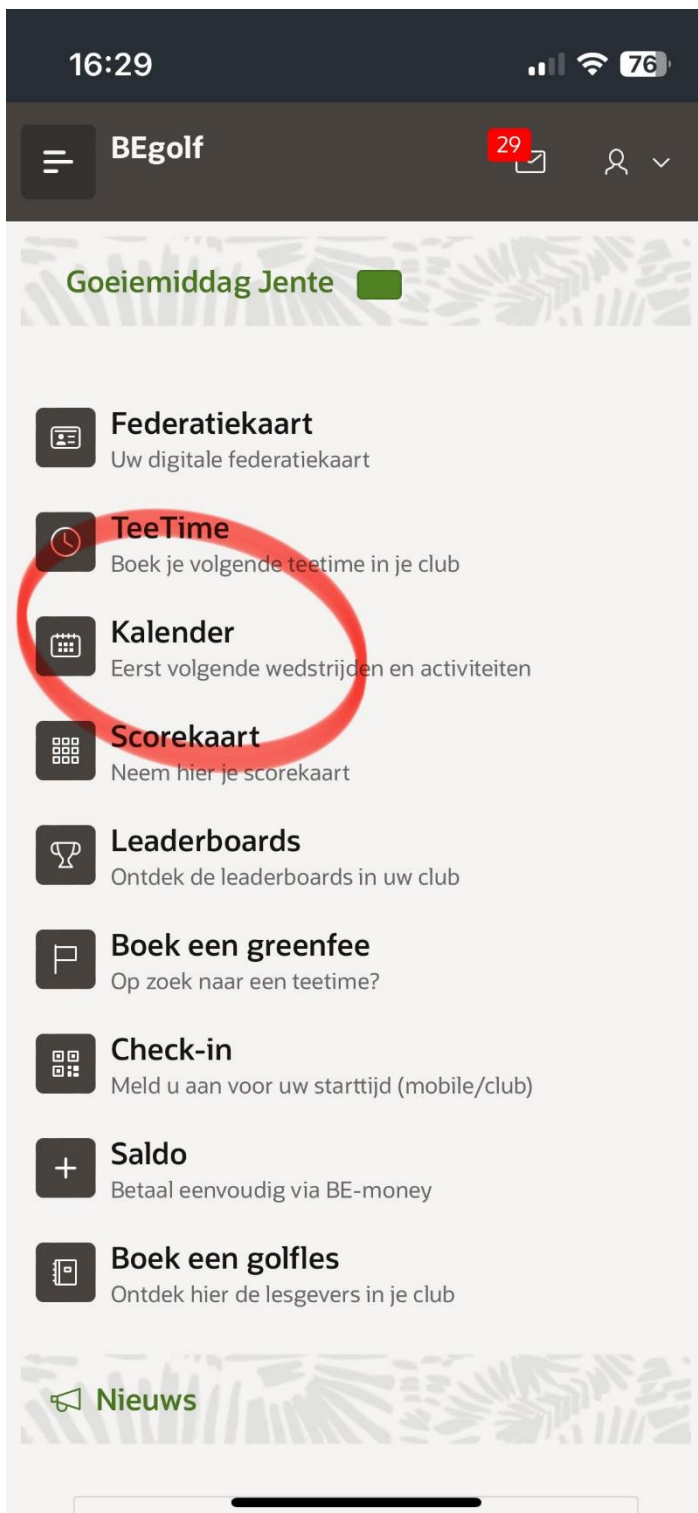 16:29
76
BEgolf
29
Goeiemiddag Jente
Federatiekaart
Uw digitale federatiekaart
TeeTime
Boek je volgende teetime in je club
Kalender
Eerst volgende wedstrijden en activiteiten
Scorekaart
Neem hier je scorekaart
Leaderboards
Ontdek de leaderboards in uw club
Boek een greenfee
Op zoek naar een teetime?
Check-in
Meld u aan voor uw starttijd (mobile/club)
Saldo
Betaal eenvoudig via BE-money
Boek een golfles
Ontdek hier de lesgevers in je club
Nieuws